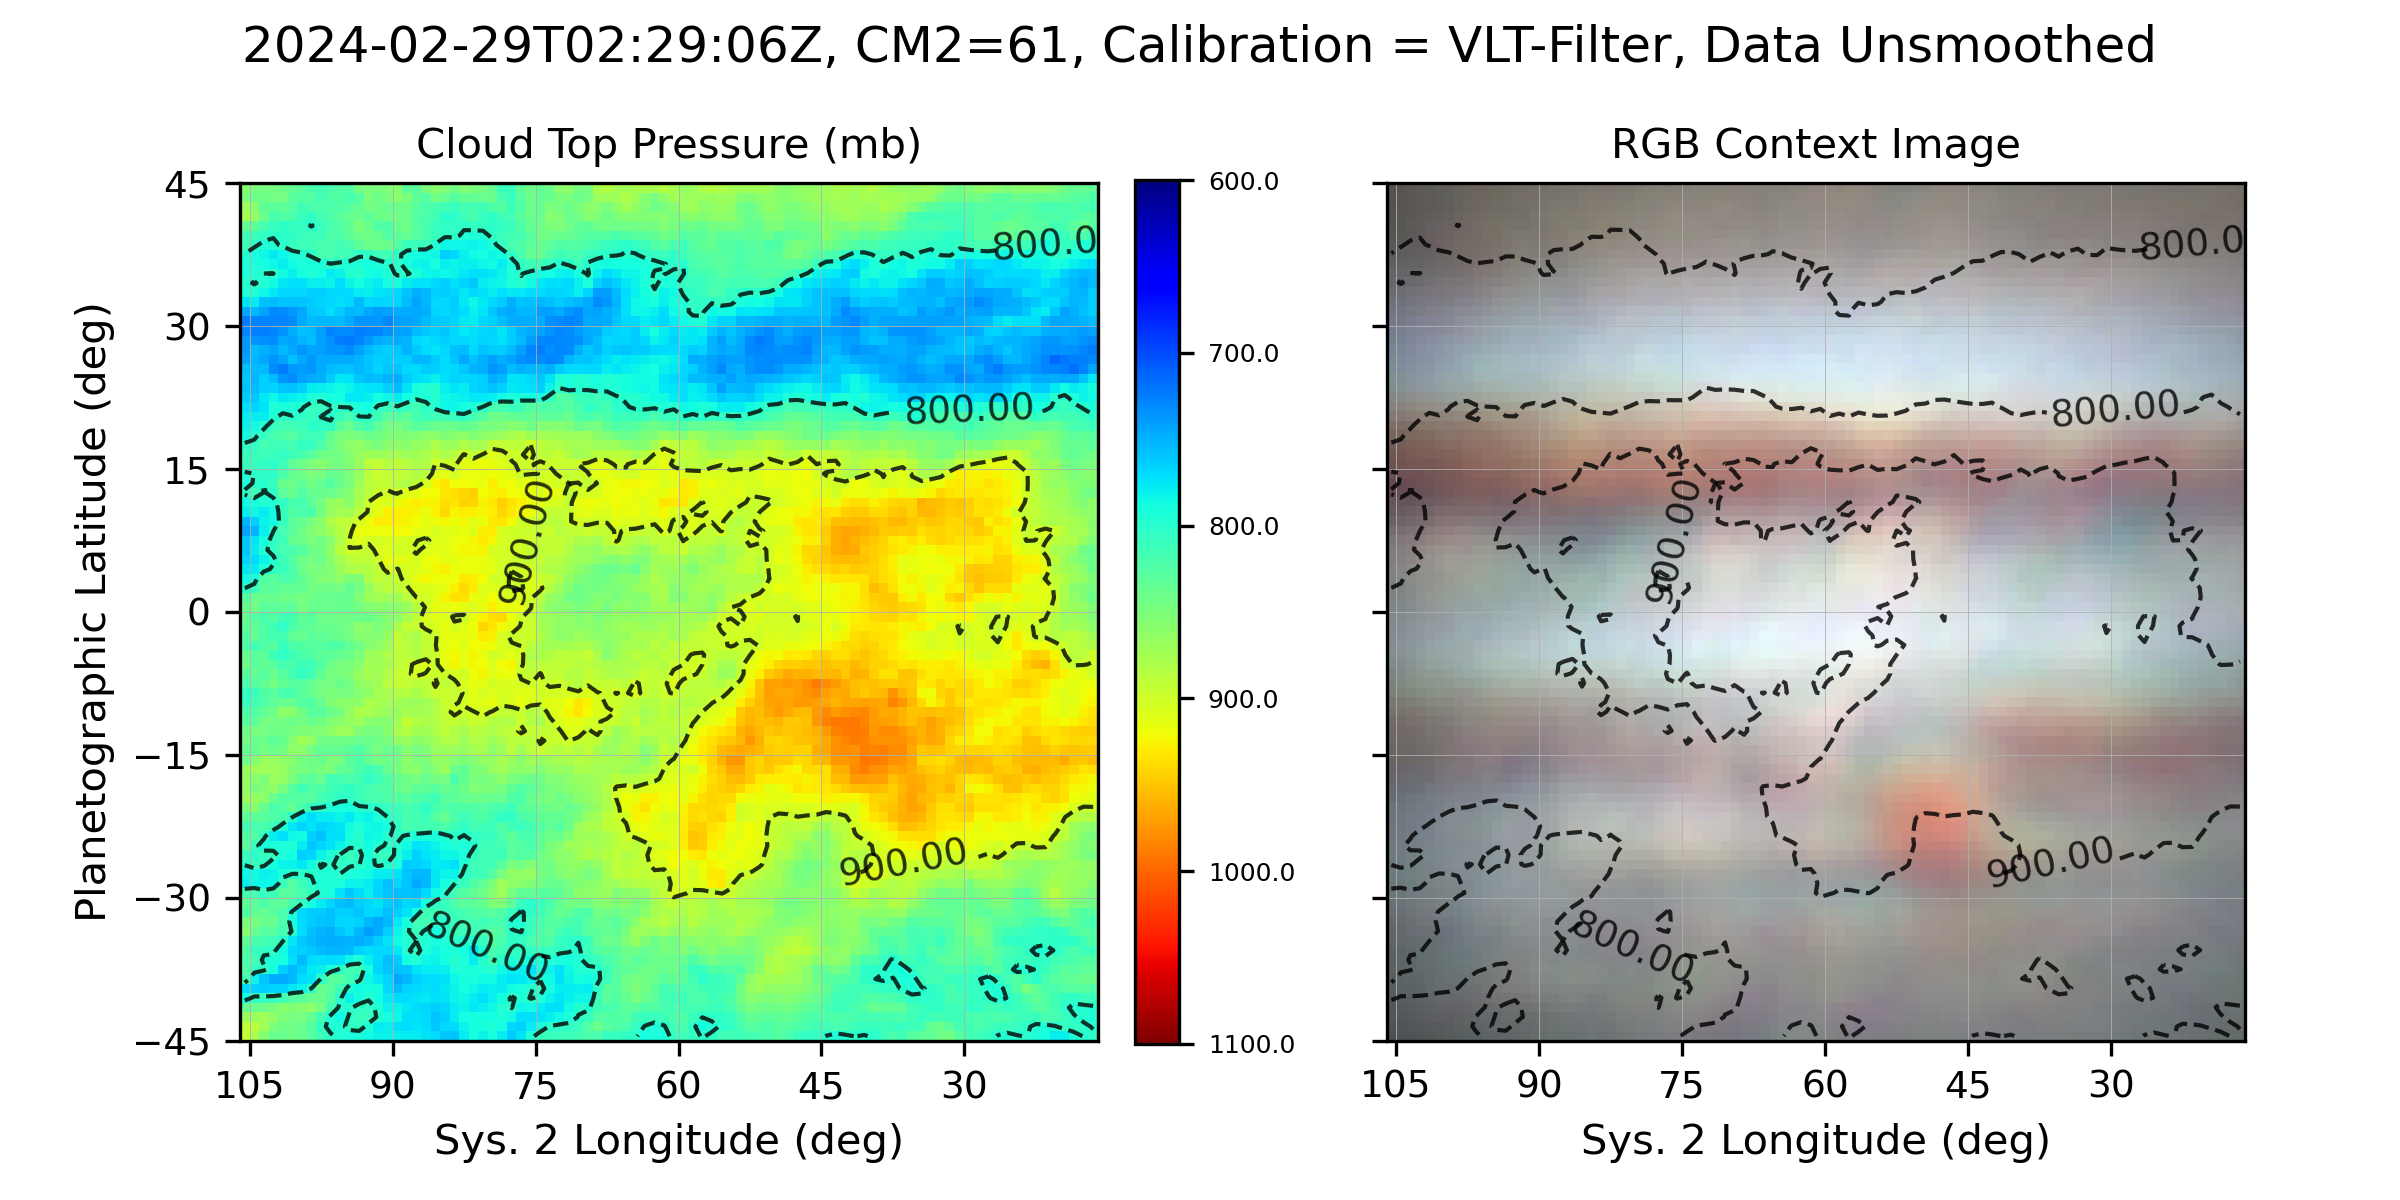 2024-02-29T02:29:06Z, CM2=61, Calibration = VLT-Filter, Data Unsmoothed
Cloud Top Pressure (mb)
RGB Context Image
Planetographic Latitude (deg)
45
30
15
0
−15
−30
−45
105 90 75 60 45 30
Sys. 2 Longitude (deg)
800.0
800.00
900.00
900.00
800.00
600.0
700.0
800.0
900.0
1000.0
1100.0
800.0
800.00
900.00
900.00
800.00
105 90 75 60 45 30
Sys. 2 Longitude (deg)